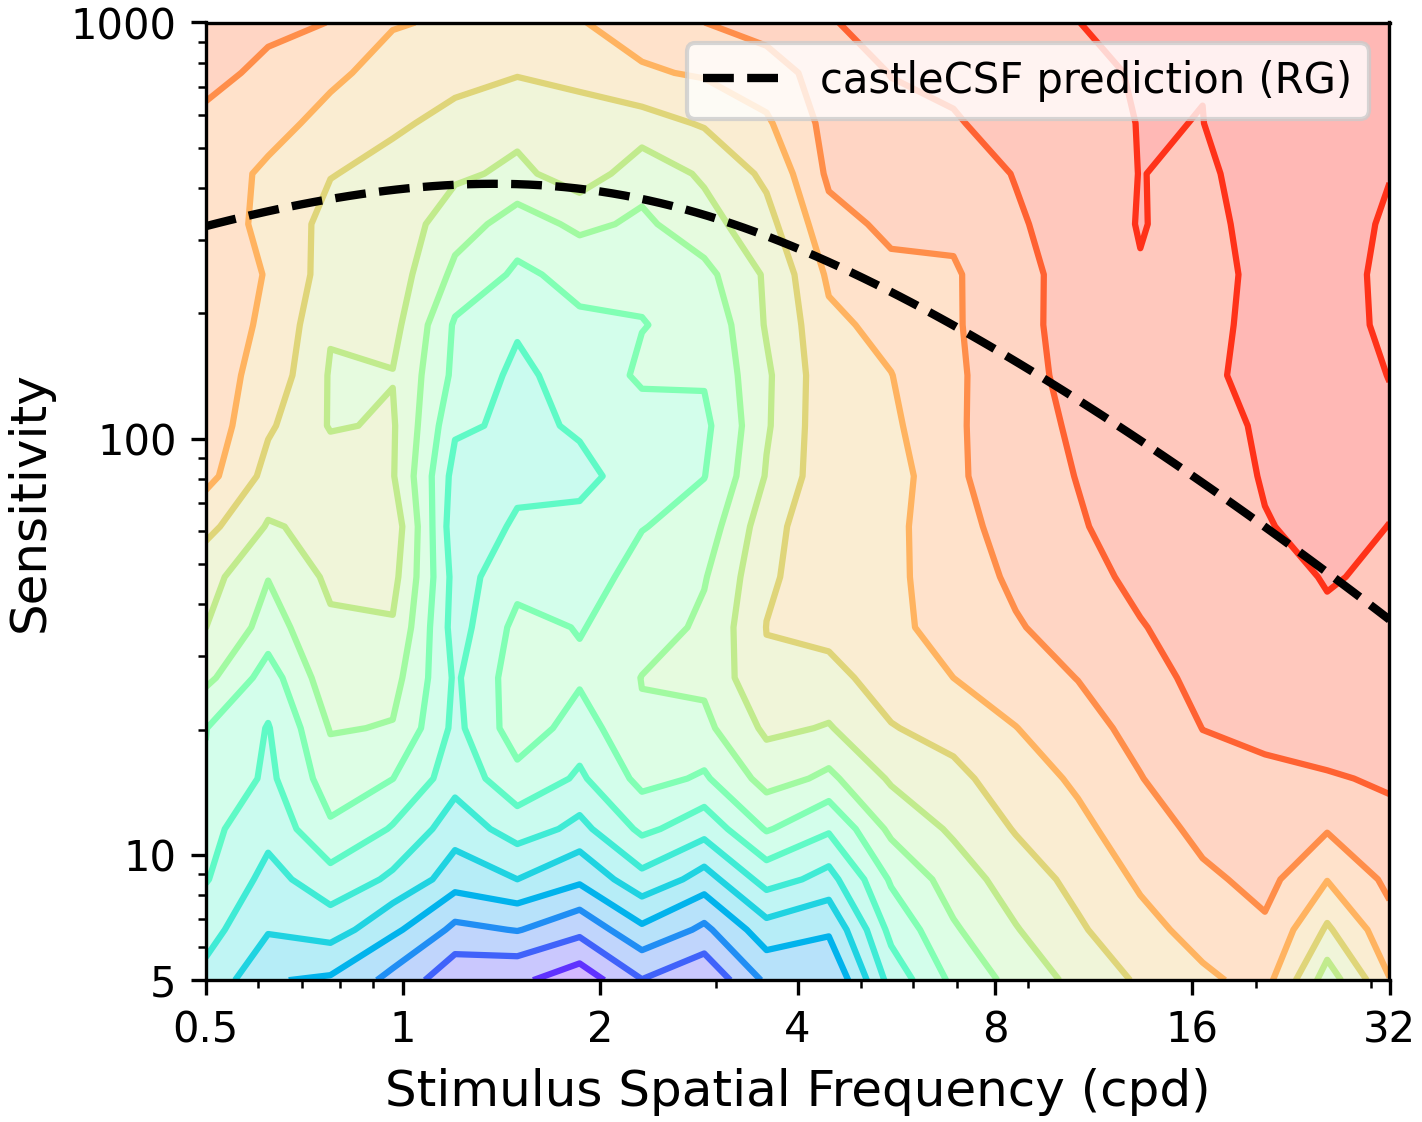 castleCSF prediction (RG)
1000
100
10
5
Sensitivity
0.5 1 2 4 8 16 32
Stimulus Spatial Frequency (cpd)